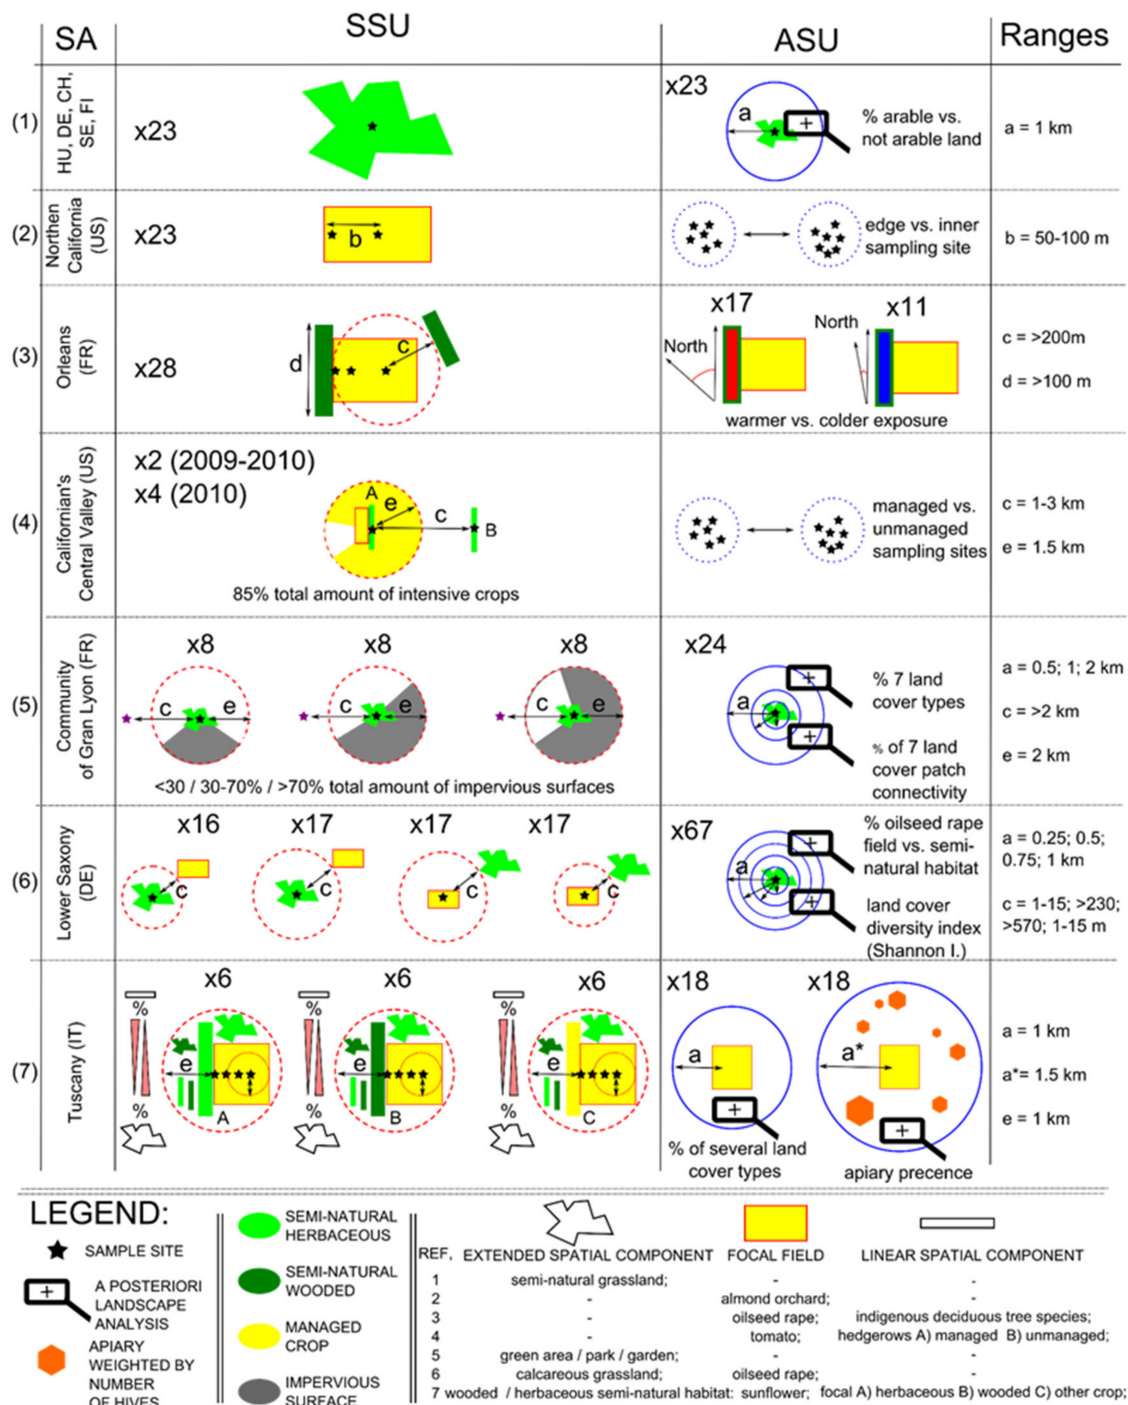 SA SSU ASU Ranges
(1) HU, DE, CH, SE, FI
x23
x23
a
% arable vs.
not arable land
a = 1 km
(2) Northen
California
(US)
x23
b
edge vs. inner
sampling site
b = 50-100 m
(3) Orleans
(FR)
x28
d
c
x17
x11
North
North
warmer vs. colder exposure
c = >200m
d = >100 m
(4) Californian's
Central Valley (US)
x2 (2009-2010)
x4 (2010)
A
e
c
B
85% total amount of intensive crops
managed vs.
unmanaged
sampling sites
c = 1-3 km
e = 1.5 km
(5) Community
of Gran Lyon (FR)
x8 x8 x8
c e c e c e
<30 / 30-70% / >70% total amount of impervious surfaces
x24
a
% 7 land
cover types
% of 7 land
cover patch
connectivity
a = 0.5; 1; 2 km
c = >2 km
e = 2 km
(6) Lower Saxony
(DE)
x16 x17 x17 x17
c c c c
x67
a
% oilseed rape
field vs. semi-
natural habitat
land cover
diversity index
(Shannon I.)
a = 0.25; 0.5;
0.75; 1 km
c = 1-15; >230;
>570; 1-15 m
(7) Tuscany (IT)
x6 x6 x6
% % %
e e e
A B C
% % %
x18
a
% of several land
cover types
x18
a*
apiary precence
a = 1 km
a*= 1.5 km
e = 1 km
LEGEND:
SAMPLE SITE
A POSTERIORI
LANDSCAPE
ANALYSIS
APIARY
WEIGHTED BY
NUMBER
OF HIVES
SEMI-NATURAL
HERBACEOUS
SEMI-NATURAL
WOODED
MANAGED
CROP
IMPERVIOUS
SURFACE
REF, EXTENDED SPATIAL COMPONENT FOCAL FIELD LINEAR SPATIAL COMPONENT
1 semi-natural grassland; - -
2 - almond orchard; -
3 - oilseed rape; indigenous deciduous tree species;
4 - tomato; hedgerows A) managed B) unmanaged;
5 green area / park / garden; - -
6 calcareous grassland; oilseed rape; -
7 wooded / herbaceous semi-natural habitat: sunflower; focal A) herbaceous B) wooded C) other crop;